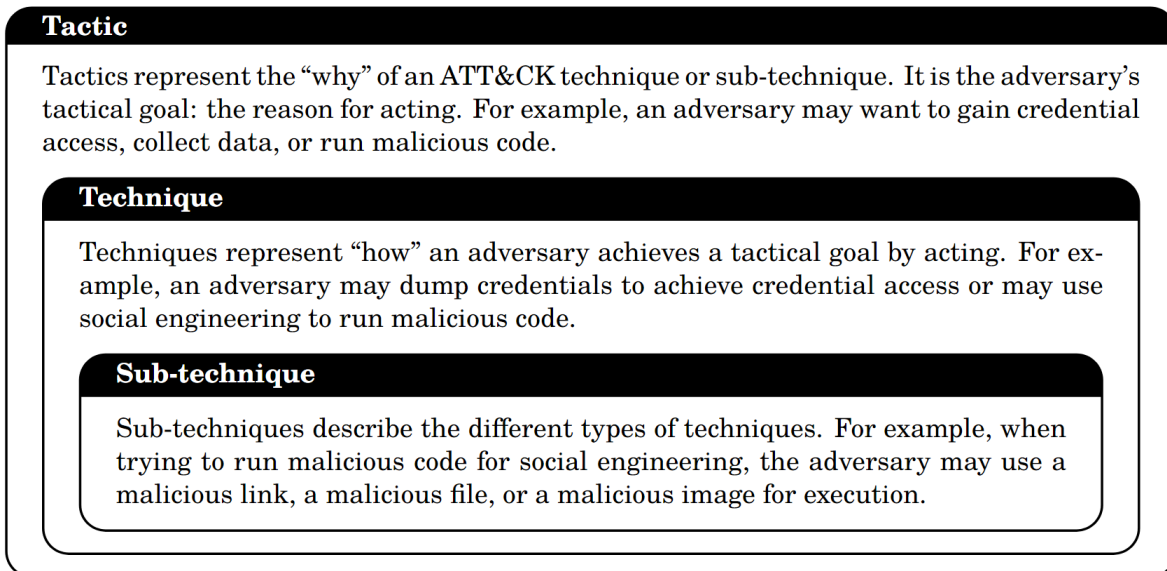 Tactic
Tactics represent the “why” of an ATT&CK technique or sub-technique. It is the adversary’s
tactical goal: the reason for acting. For example, an adversary may want to gain credential
access, collect data, or run malicious code.
Technique
Techniques represent “how” an adversary achieves a tactical goal by acting. For ex-
ample, an adversary may dump credentials to achieve credential access or may use
social engineering to run malicious code.
Sub-technique
Sub-techniques describe the different types of techniques. For example, when
trying to run malicious code for social engineering, the adversary may use a
malicious link, a malicious file, or a malicious image for execution.